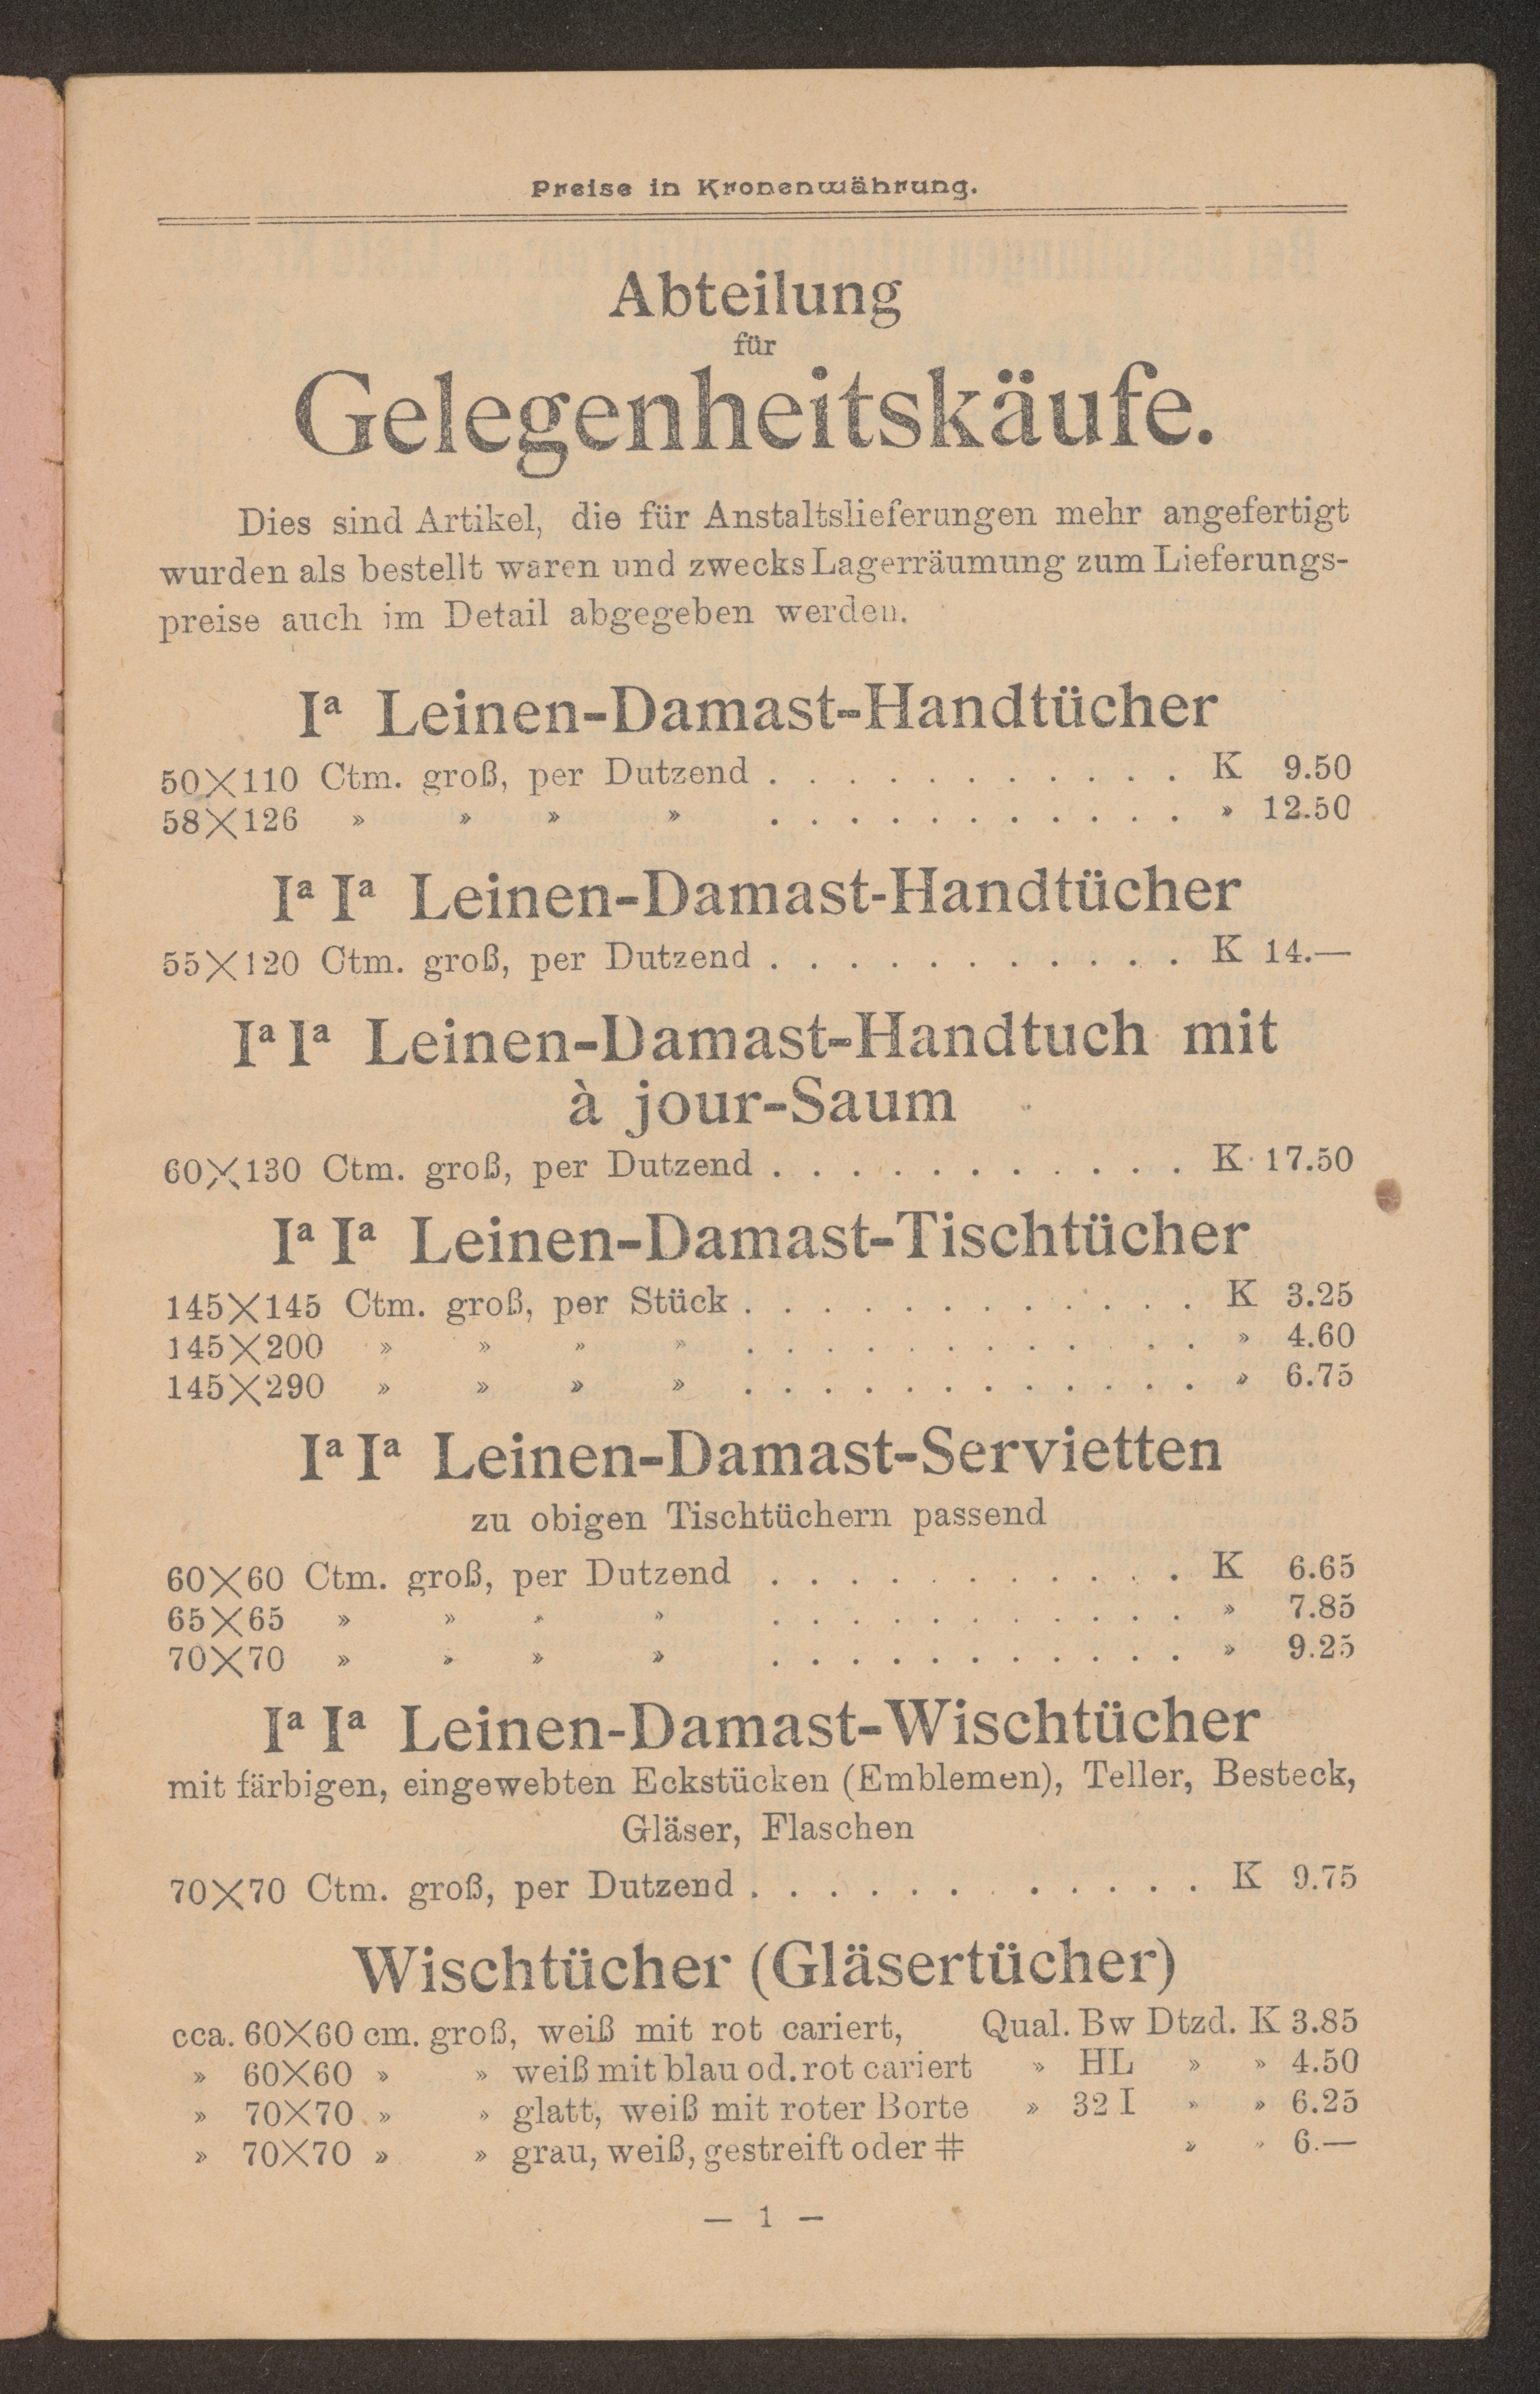 Preise in Kronenwährung.
Abteilung
für
Gelegenheitskäufe.
Dies sind Artikel, die für Anstaltslieferungen mehr angefertigt
wurden als bestellt waren und zwecks Lagerräumung zum Lieferungs-
preise auch im Detail abgegeben werden.
Iª Leinen-Damast-Handtücher
50×110 Ctm. groß, per Dutzend . . . . . . . . . . . K 9.50
58×126 » » » » . . . . . . . . . . . » 12.50
Iª Iª Leinen-Damast-Handtücher
55×120 Ctm. groß, per Dutzend . . . . . . . . . . . K 14.—
Iª Iª Leinen-Damast-Handtuch mit
à jour-Saum
60×130 Ctm. groß, per Dutzend . . . . . . . . . . . K 17.50
Iª Iª Leinen-Damast-Tischtücher
145×145 Ctm. groß, per Stück . . . . . . . . . . . . K 3.25
145×200 » » » » . . . . . . . . . . . . » 4.60
145×290 » » » » . . . . . . . . . . . . » 6.75
Iª Iª Leinen-Damast-Servietten
zu obigen Tischtüchern passend
60×60 Ctm. groß, per Dutzend . . . . . . . . . . . K 6.65
65×65 » » » » . . . . . . . . . . . » 7.85
70×70 » » » » . . . . . . . . . . . » 9.25
Iª Iª Leinen-Damast-Wischtücher
mit färbigen, eingewebten Eckstücken (Emblemen), Teller, Besteck,
Gläser, Flaschen
70×70 Ctm. groß, per Dutzend . . . . . . . . . . . . K 9.75
Wischtücher (Gläsertücher)
cca. 60×60 cm. groß, weiß mit rot cariert, Qual. Bw Dtzd. K 3.85
» 60×60 » » weiß mit blau od. rot cariert » HL » » 4.50
» 70×70 » » glatt, weiß mit roter Borte » 32 I » » 6.25
» 70×70 » » grau, weiß, gestreift oder # » » 6.—
— 1 —